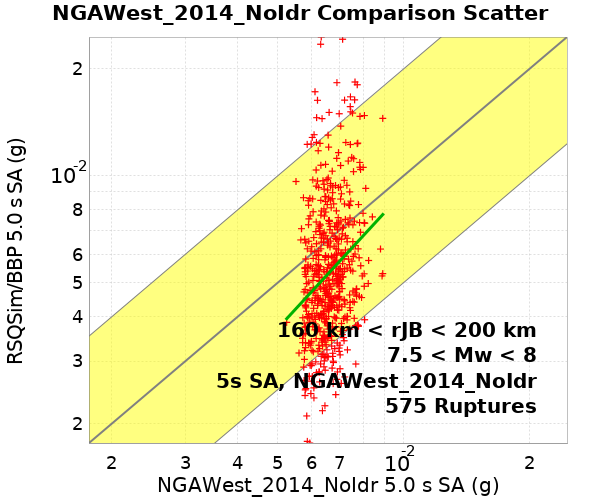 NGAWest_2014_NoIdr Comparison Scatter
RSQSim/BBP 5.0 s SA (g)
2
10-2
8
6
5
4
3
2
160 km < rJB < 200 km
7.5 < Mw < 8
5s SA, NGAWest_2014_NoIdr
575 Ruptures
2 3 4 5 6 7 10-2 2
NGAWest_2014_NoIdr 5.0 s SA (g)